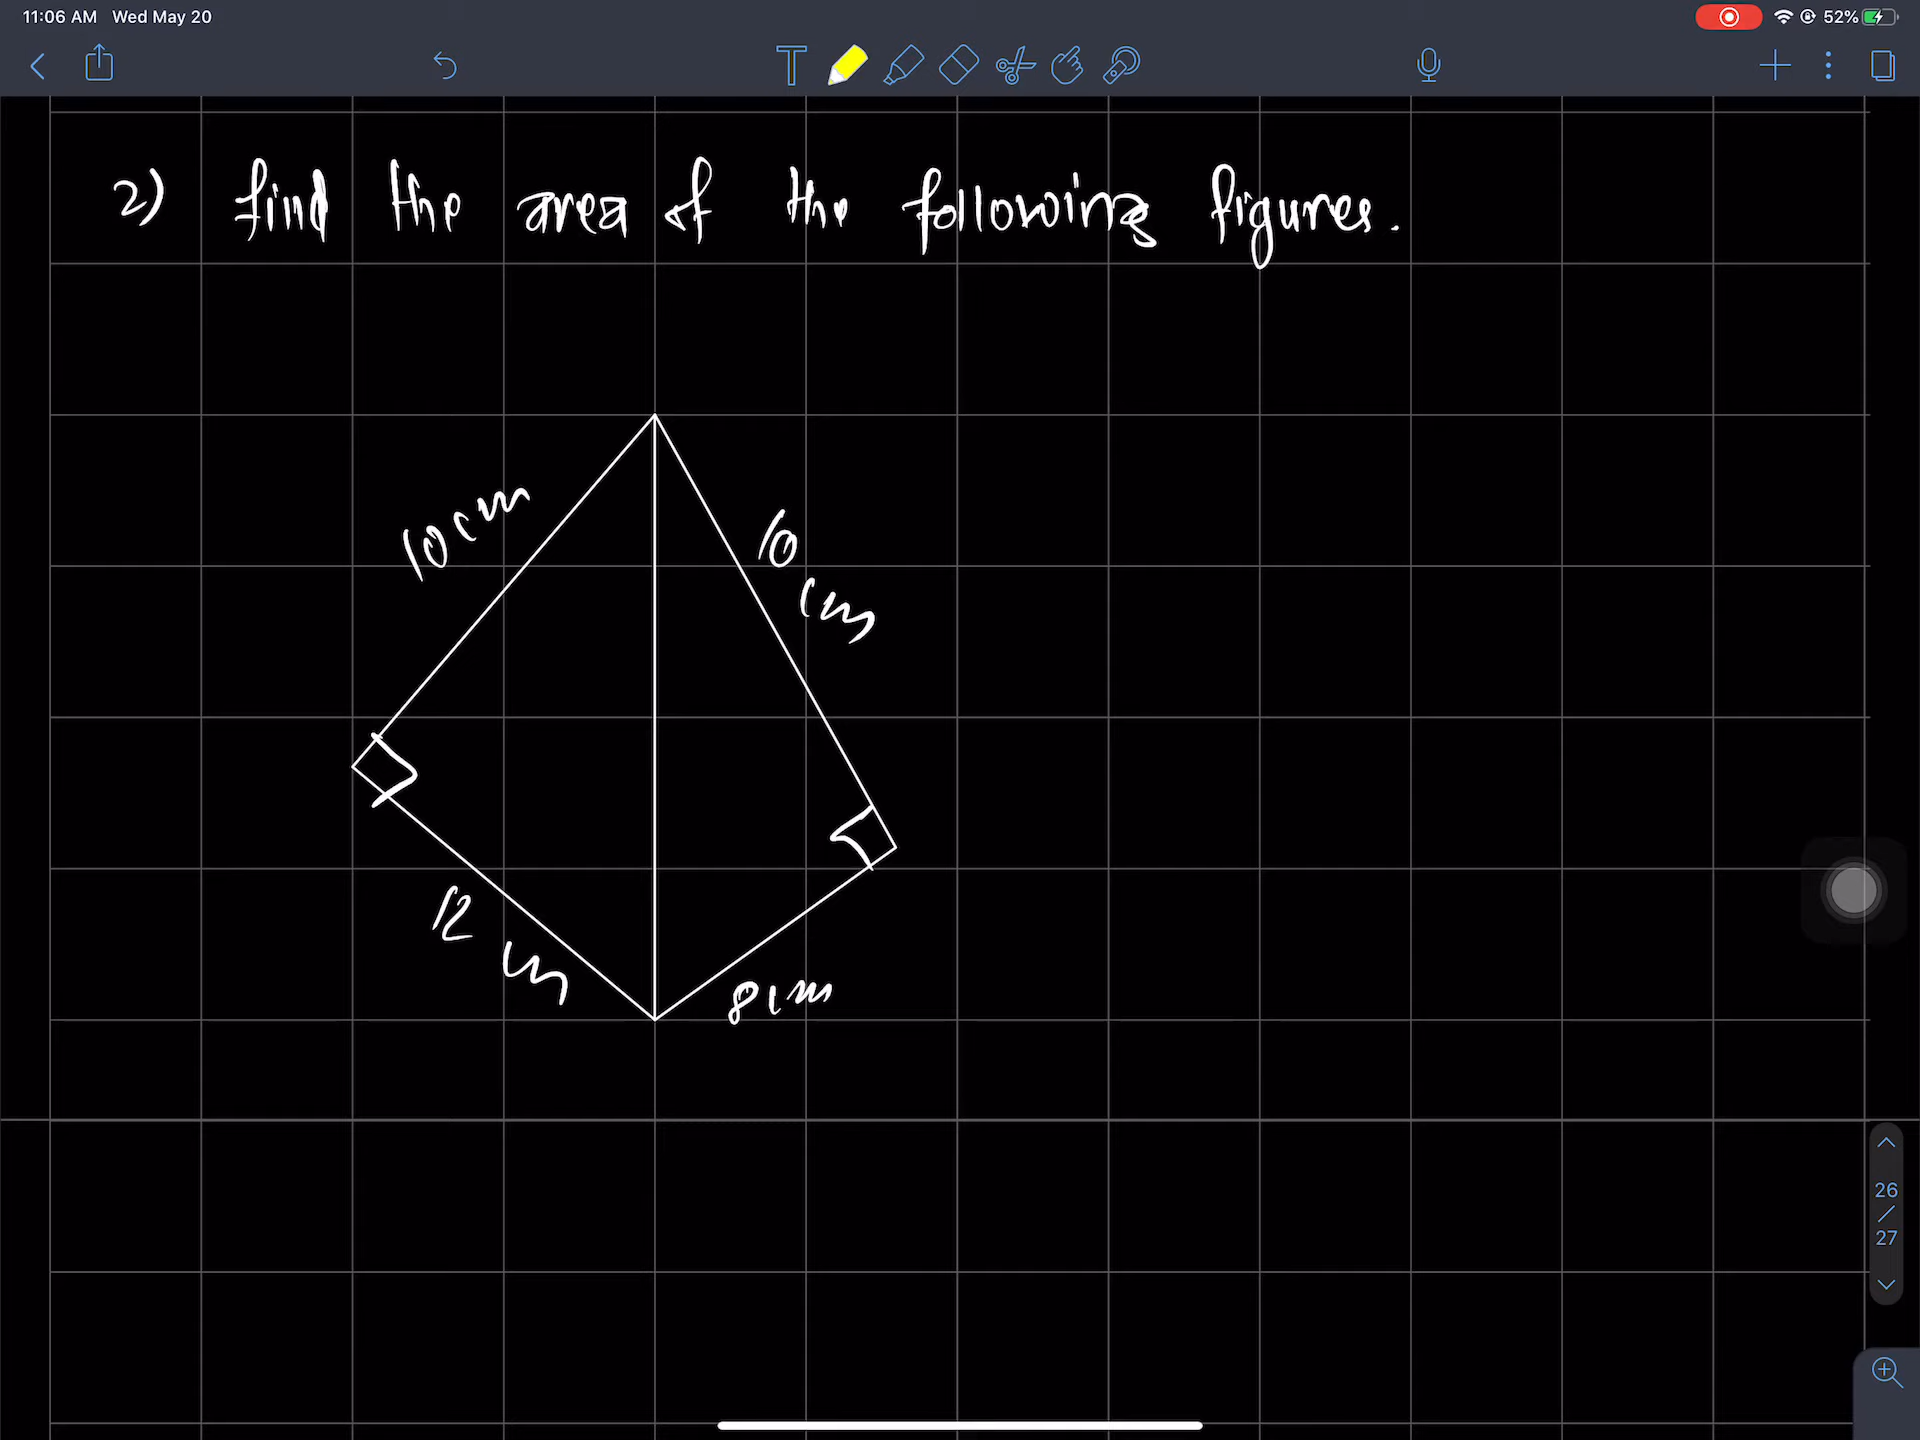 11:06 AM Wed May 20
52%
T
2) find the area of the following figures.
10cm
10
cm
12
cm
8cm
26
/
27